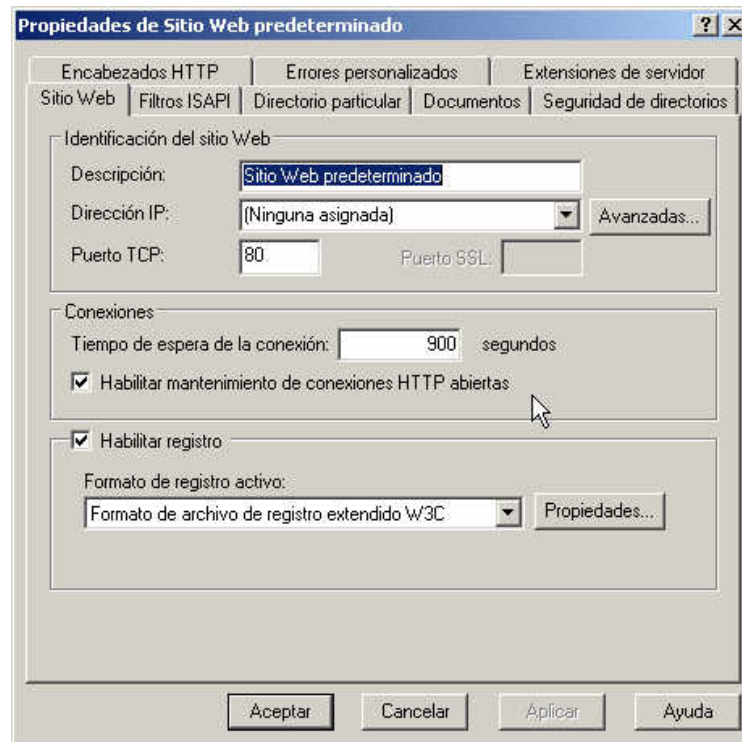 Propiedades de Sitio Web predeterminado
Encabezados HTTP Errores personalizados Extensiones de servidor
Sitio Web Filtros ISAPI Directorio particular Documentos Seguridad de directorios
Identificación del sitio Web
Descripción: Sitio Web predeterminado
Dirección IP: (Ninguna asignada) Avanzadas...
Puerto TCP: 80 Puerto SSL:
Conexiones
Tiempo de espera de la conexión: 900 segundos
Habilitar mantenimiento de conexiones HTTP abiertas
Habilitar registro
Formato de registro activo:
Formato de archivo de registro extendido W3C Propiedades...
Aceptar Cancelar Aplicar Ayuda